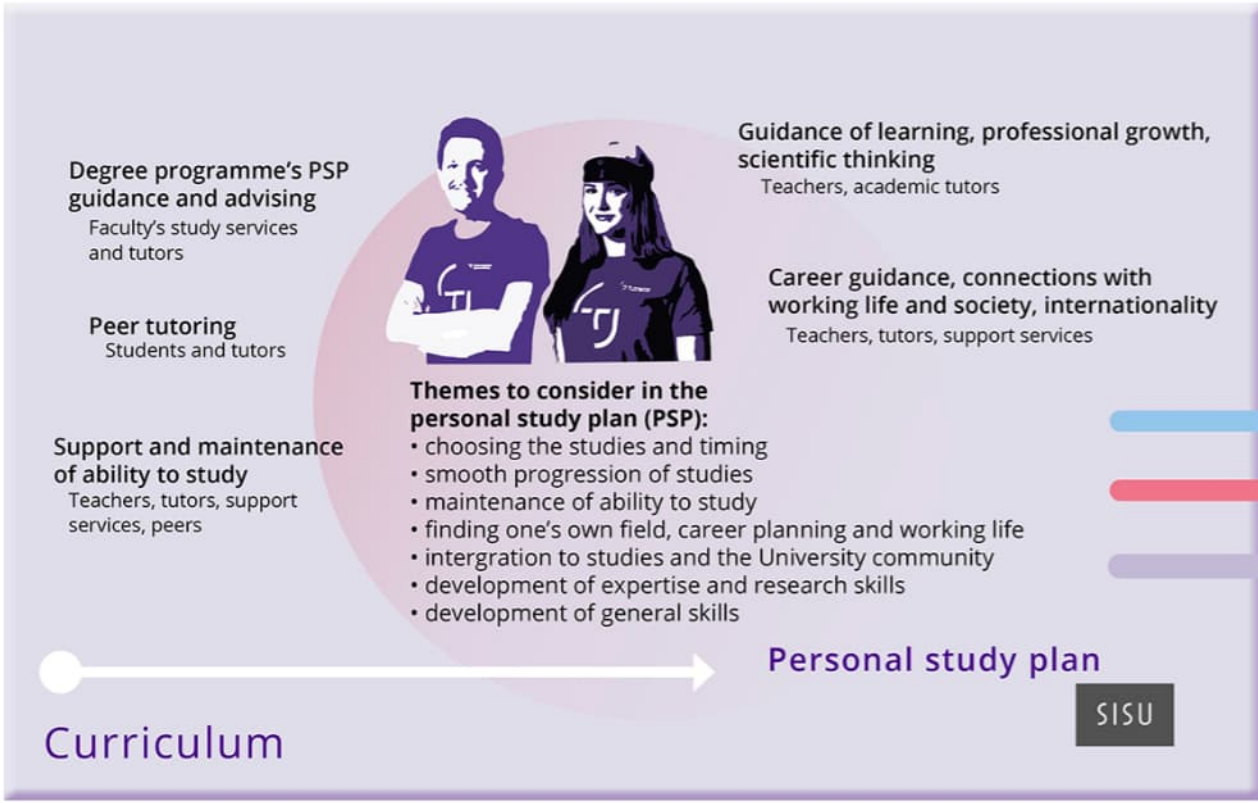 Degree programme's PSP
guidance and advising
Faculty's study services
and tutors
Peer tutoring
Students and tutors
Support and maintenance
of ability to study
Teachers, tutors, support
services, peers
Guidance of learning, professional growth,
scientific thinking
Teachers, academic tutors
Career guidance, connections with
working life and society, internationality
Teachers, tutors, support services
Themes to consider in the
personal study plan (PSP):
• choosing the studies and timing
• smooth progression of studies
• maintenance of ability to study
• finding one's own field, career planning and working life
• intergration to studies and the University community
• development of expertise and research skills
• development of general skills
Personal study plan
SISU
Curriculum